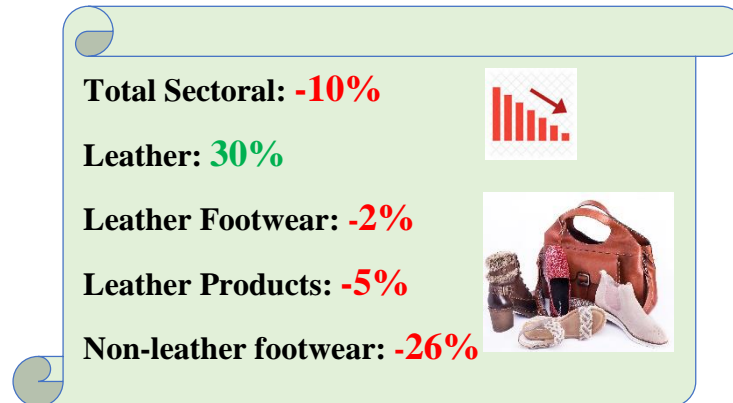 Total Sectoral: -10%
Leather: 30%
Leather Footwear: -2%
Leather Products: -5%
Non-leather footwear: -26%